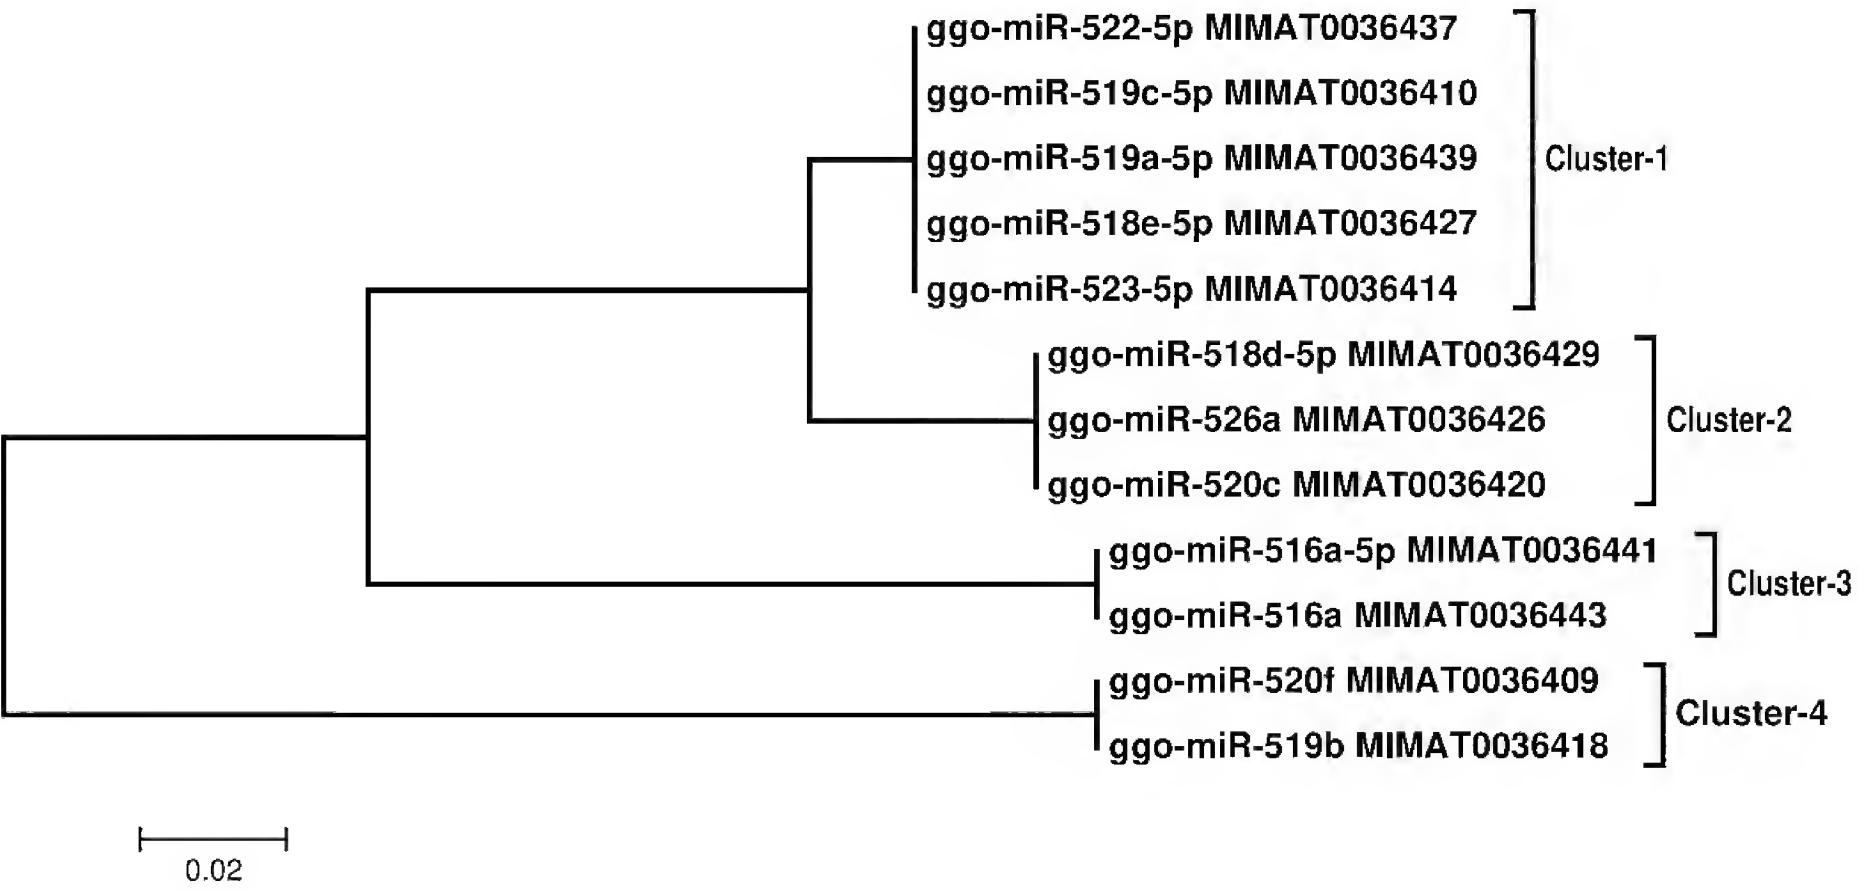 ggo-miR-522-5p MIMAT0036437
ggo-miR-519c-5p MIMAT0036410
ggo-miR-519a-5p MIMAT0036439
Cluster-1
ggo-miR-518e-5p MIMAT0036427
ggo-miR-523-5p MIMAT0036414
ggo-miR-518d-5p MIMAT0036429
ggo-miR-526a MIMAT0036426
Cluster-2
ggo-miR-520c MIMAT0036420
ggo-miR-516a-5p MIMAT0036441
Cluster-3
ggo-miR-516a MIMAT0036443
ggo-miR-520f MIMAT0036409
Cluster-4
ggo-miR-519b MIMAT0036418
0.02